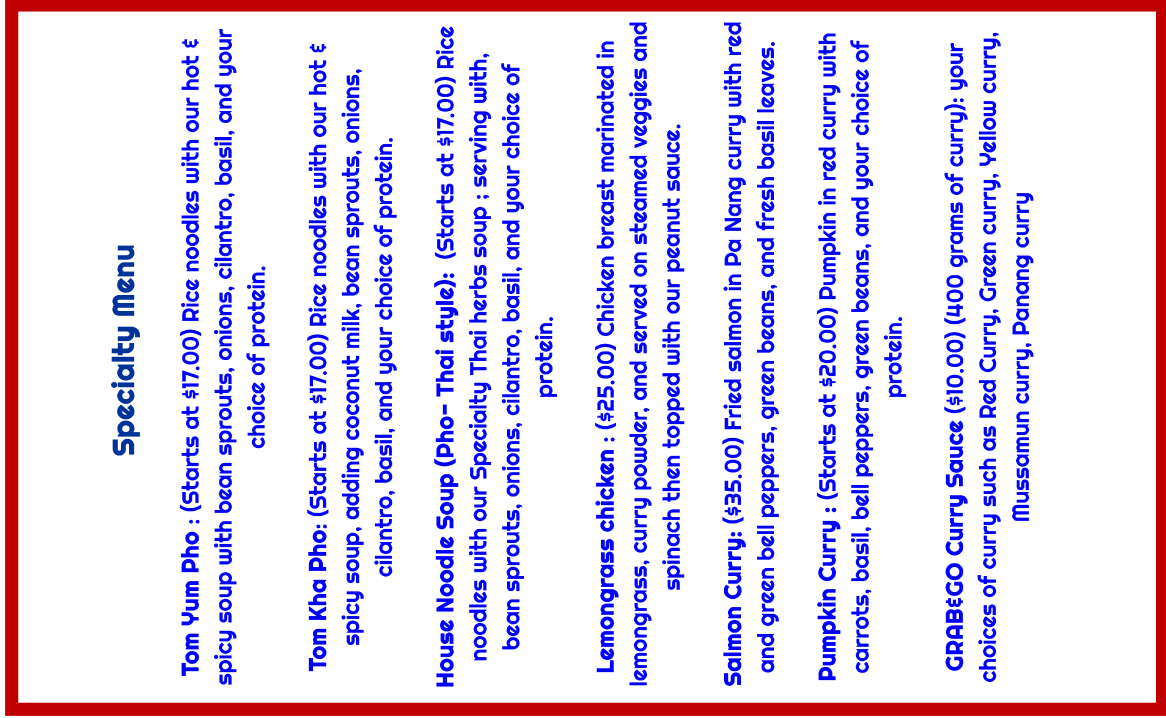 Specialty Menu
Tom Yum Pho : (Starts at $17.00) Rice noodles with our hot &
spicy soup with bean sprouts, onions, cilantro, basil, and your
choice of protein.
Tom Kha Pho: (Starts at $17.00) Rice noodles with our hot &
spicy soup, adding coconut milk, bean sprouts, onions,
cilantro, basil, and your choice of protein.
House Noodle Soup (Pho- Thai style): (Starts at $17.00) Rice
noodles with our Specialty Thai herbs soup ; serving with,
bean sprouts, onions, cilantro, basil, and your choice of
protein.
Lemongrass chicken : ($25.00) Chicken breast marinated in
lemongrass, curry powder, and served on steamed veggies and
spinach then topped with our peanut sauce.
Salmon Curry: ($35.00) Fried salmon in Pa Nang curry with red
and green bell peppers, green beans, and fresh basil leaves.
Pumpkin Curry : (Starts at $20.00) Pumpkin in red curry with
carrots, basil, bell peppers, green beans, and your choice of
protein.
GRAB&GO Curry Sauce ($10.00) (400 grams of curry): your
choices of curry such as Red Curry, Green curry, Yellow curry,
Mussamun curry, Panang curry